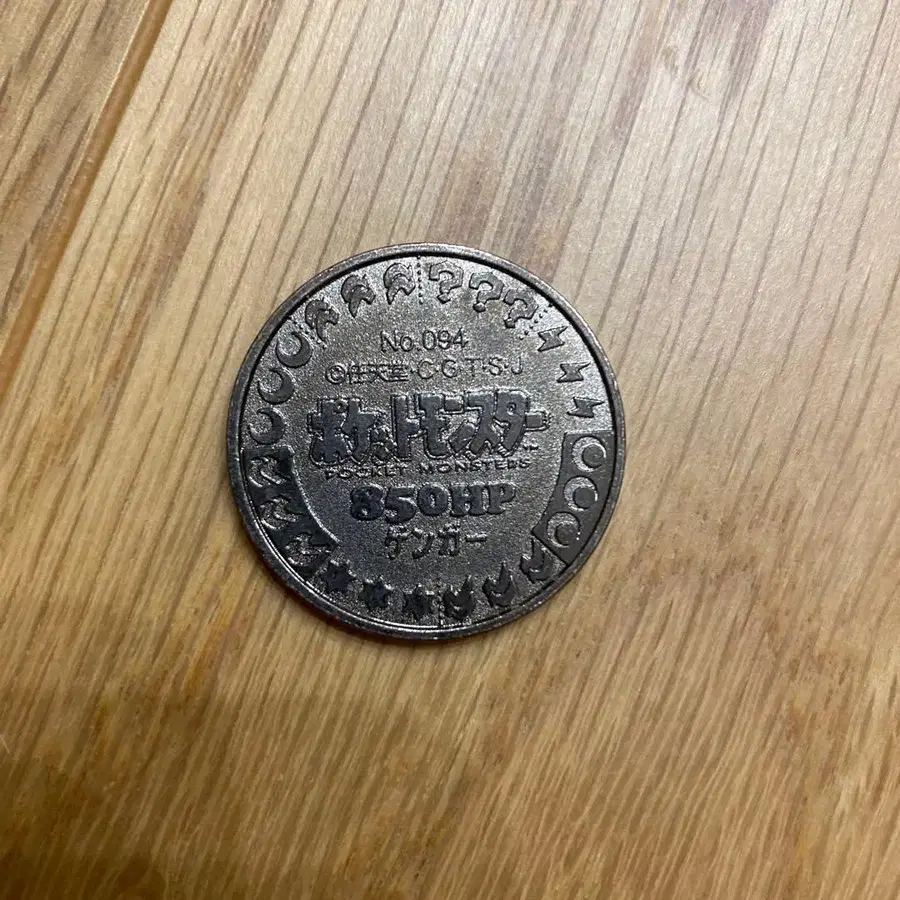 ? ? ?
No.094
©任天堂・C・G・T・S・J
ポケットモンスター
POCKET MONSTERS
850HP
ゲンガー